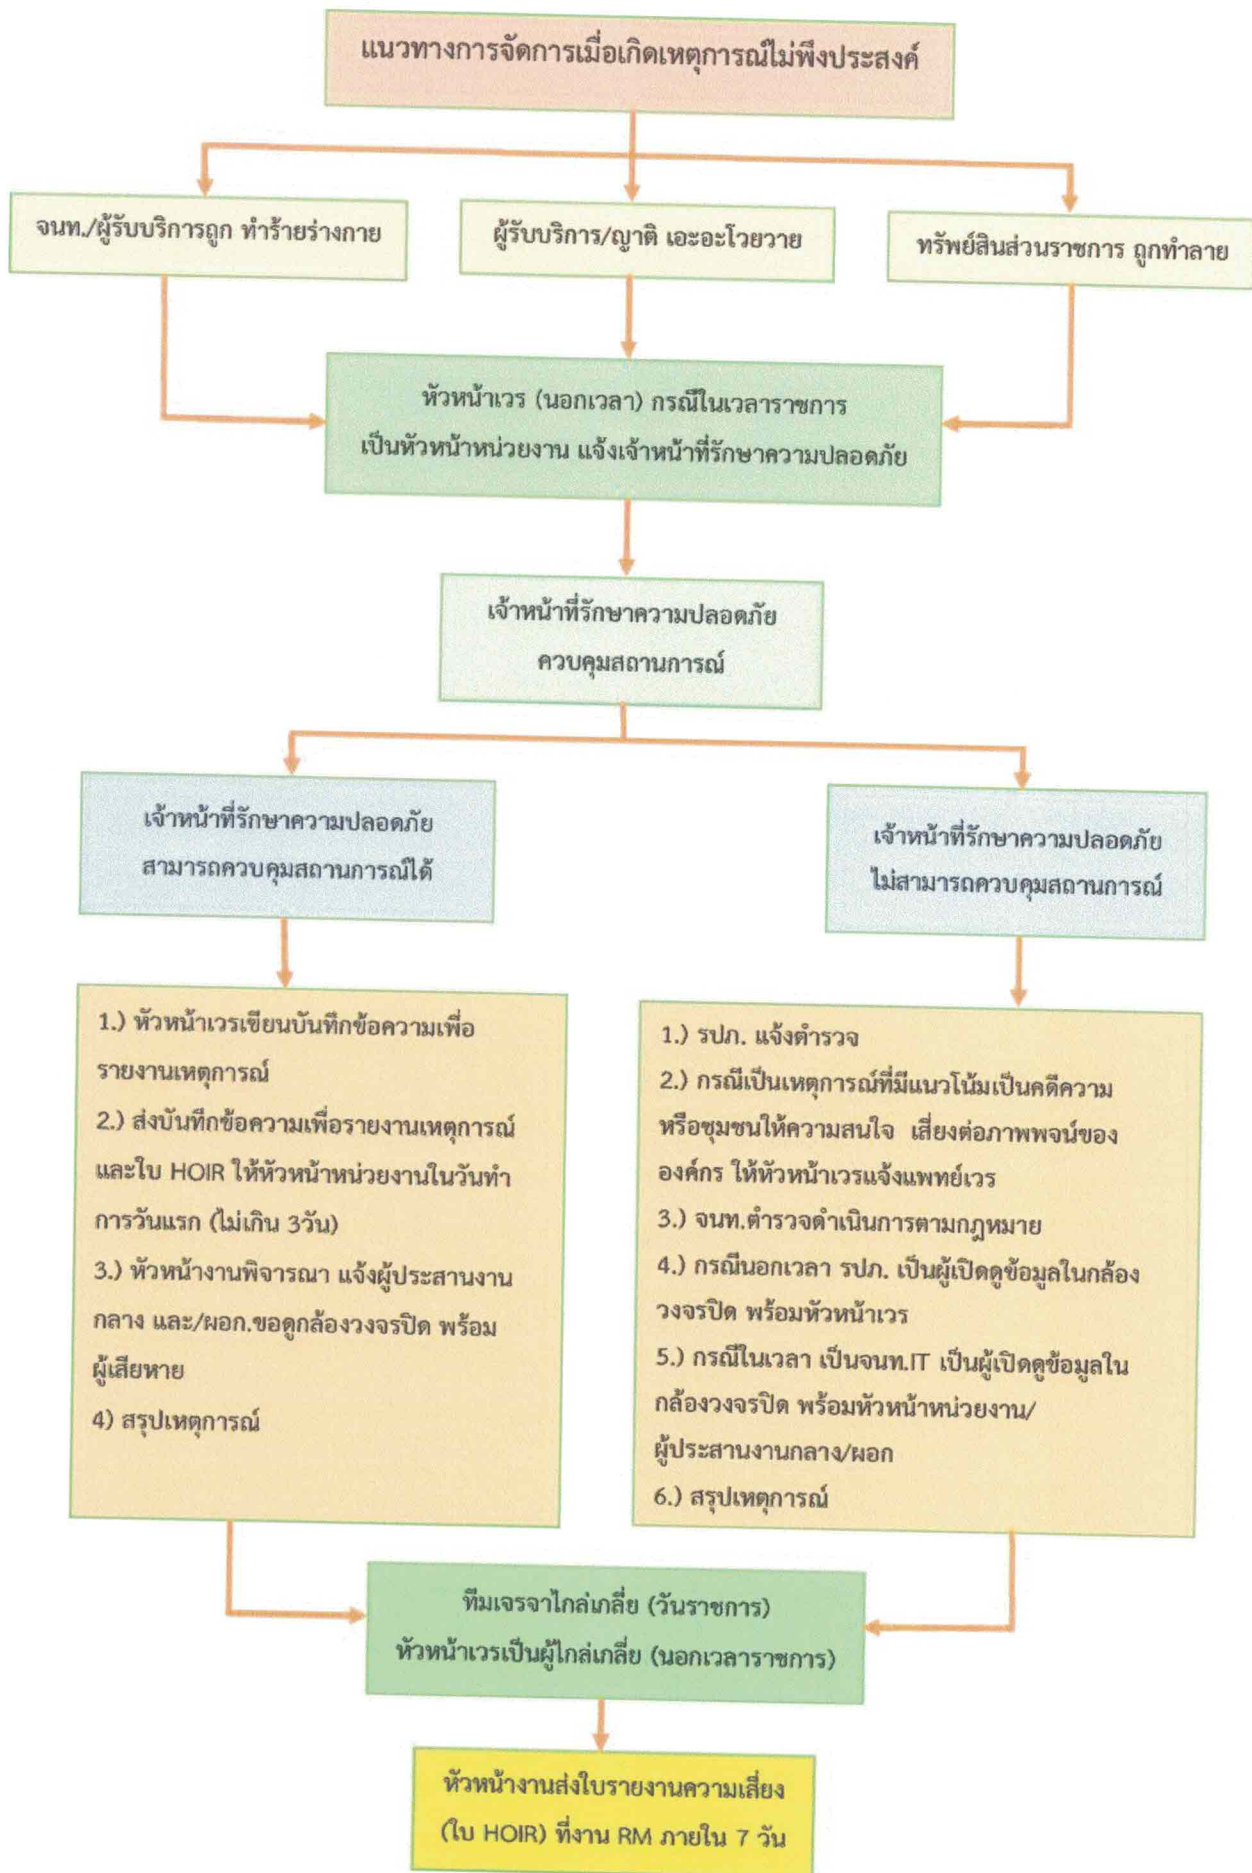 แนวทางการจัดการเมื่อเกิดเหตุการณ์ไม่พึงประสงค์
จนท./ผู้รับบริการถูก ทำร้ายร่างกาย
ผู้รับบริการ/ญาติ เอะอะโวยวาย
ทรัพย์สินส่วนราชการ ถูกทำลาย
หัวหน้าเวร (นอกเวลา) กรณีในเวลาราชการ
เป็นหัวหน้าหน่วยงาน แจ้งเจ้าหน้าที่รักษาความปลอดภัย
เจ้าหน้าที่รักษาความปลอดภัย
ควบคุมสถานการณ์
เจ้าหน้าที่รักษาความปลอดภัย
สามารถควบคุมสถานการณ์ได้
เจ้าหน้าที่รักษาความปลอดภัย
ไม่สามารถควบคุมสถานการณ์
1.) หัวหน้าเวรเขียนบันทึกข้อความเพื่อ
รายงานเหตุการณ์
2.) ส่งบันทึกข้อความเพื่อรายงานเหตุการณ์
และใบ HOIR ให้หัวหน้าหน่วยงานในวันทำ
การวันแรก (ไม่เกิน 3วัน)
3.) หัวหน้างานพิจารณา แจ้งผู้ประสานงาน
กลาง และ/ผอก.ขอดูกล้องวงจรปิด พร้อม
ผู้เสียหาย
4) สรุปเหตุการณ์
1.) รปภ. แจ้งตำรวจ
2.) กรณีเป็นเหตุการณ์ที่มีแนวโน้มเป็นคดีความ
หรือชุมชนให้ความสนใจ เสี่ยงต่อภาพพจน์ของ
องค์กร ให้หัวหน้าเวรแจ้งแพทย์เวร
3.) จนท.ตำรวจดำเนินการตามกฎหมาย
4.) กรณีนอกเวลา รปภ. เป็นผู้เปิดดูข้อมูลในกล้อง
วงจรปิด พร้อมหัวหน้าเวร
5.) กรณีในเวลา เป็นจนท.IT เป็นผู้เปิดดูข้อมูลใน
กล้องวงจรปิด พร้อมหัวหน้าหน่วยงาน/
ผู้ประสานงานกลาง/ผอก
6.) สรุปเหตุการณ์
ทีมเจรจาไกล่เกลี่ย (วันราชการ)
หัวหน้าเวรเป็นผู้ไกล่เกลี่ย (นอกเวลาราชการ)
หัวหน้างานส่งใบรายงานความเสี่ยง
(ใบ HOIR) ที่งาน RM ภายใน 7 วัน